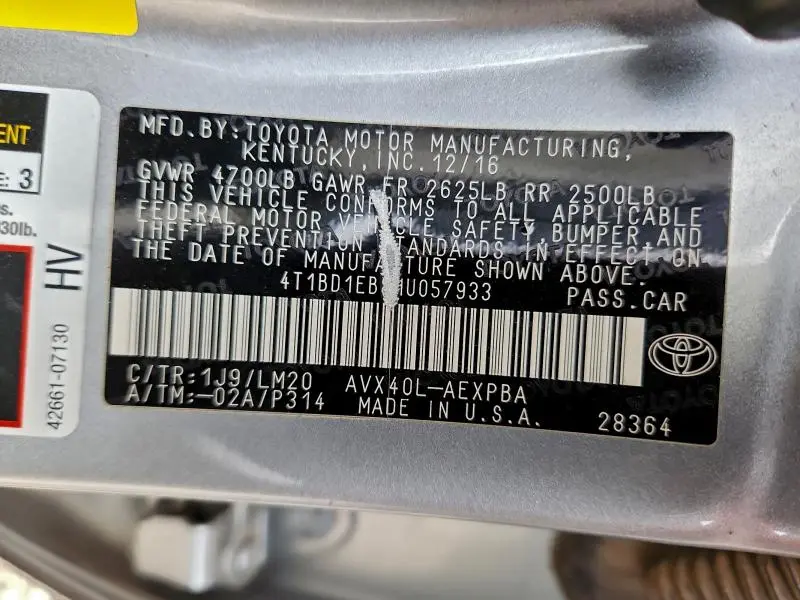 ENT
E: 3
s.
030lb.
HV
42661-07130
MFD. BY: TOYOTA MOTOR MANUFACTURING,
KENTUCKY, INC. 12/16
GVWR 4700LB GAWR FR 2625LB RR 2500LB
THIS VEHICLE CONFORMS TO ALL APPLICABLE
FEDERAL MOTOR VEHICLE SAFETY, BUMPER AND
THEFT PREVENTION STANDARDS IN EFFECT ON
THE DATE OF MANUFACTURE SHOWN ABOVE.
4T1BD1EB U057933 PASS.CAR
C/TR:1J9/LM20 AVX40L-AEXPBA
A/TM:-02A/P314 MADE IN U.S.A. 28364